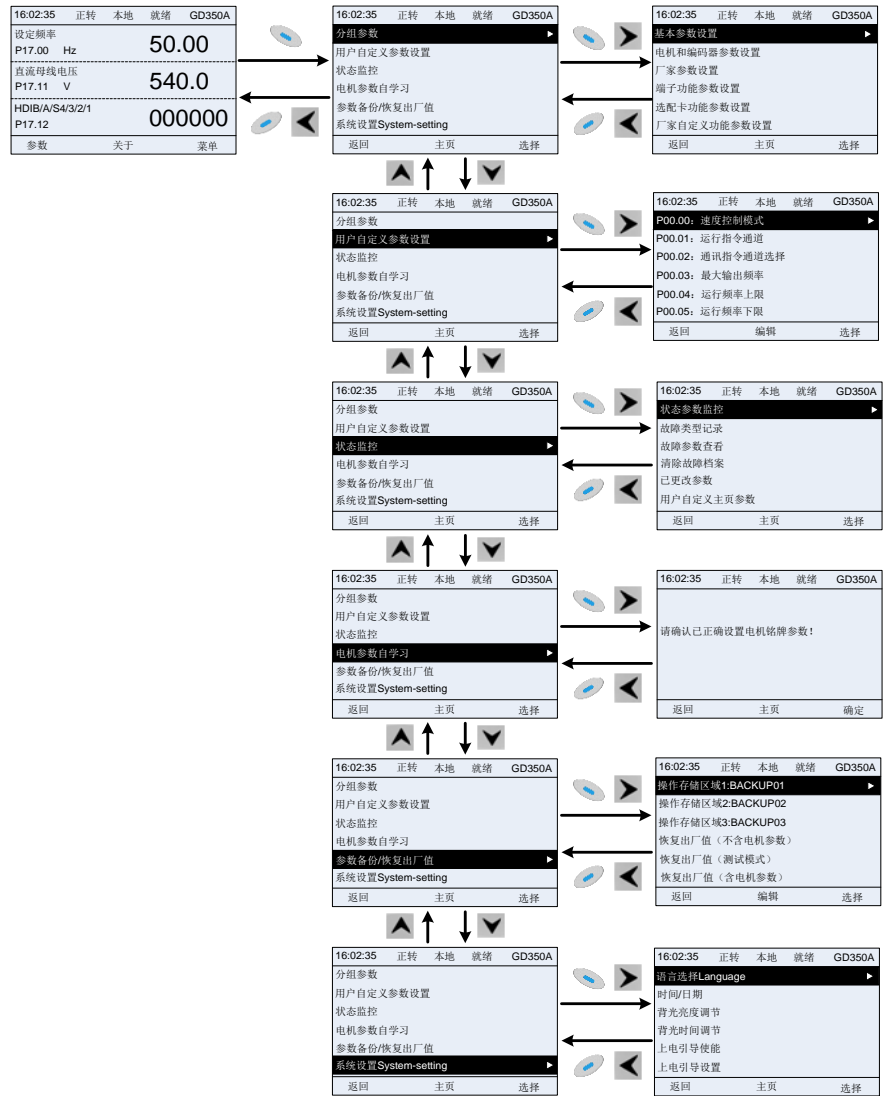 16:02:35 正转 本地 就绪 GD350A
设定频率
P17.00 Hz 50.00
直流母线电压
P17.11 V 540.0
HDIB/A/S4/3/2/1
P17.12 000000
参数 关于 菜单
16:02:35 正转 本地 就绪 GD350A
分组参数
用户自定义参数设置
状态监控
电机参数自学习
参数备份/恢复出厂值
系统设置System-setting
返回 主页 选择
16:02:35 正转 本地 就绪 GD350A
基本参数设置
电机和编码器参数设置
厂家参数设置
端子功能参数设置
选配卡功能参数设置
厂家自定义功能参数设置
返回 主页 选择
16:02:35 正转 本地 就绪 GD350A
分组参数
用户自定义参数设置
状态监控
电机参数自学习
参数备份/恢复出厂值
系统设置System-setting
返回 主页 选择
16:02:35 正转 本地 就绪 GD350A
P00.00：速度控制模式
P00.01：运行指令通道
P00.02：通讯指令通道选择
P00.03：最大输出频率
P00.04：运行频率上限
P00.05：运行频率下限
返回 编辑 选择
16:02:35 正转 本地 就绪 GD350A
分组参数
用户自定义参数设置
状态监控
电机参数自学习
参数备份/恢复出厂值
系统设置System-setting
返回 主页 选择
16:02:35 正转 本地 就绪 GD350A
状态参数监控
故障类型记录
故障参数查看
清除故障档案
已更改参数
用户自定义主页参数
返回 主页 选择
16:02:35 正转 本地 就绪 GD350A
分组参数
用户自定义参数设置
状态监控
电机参数自学习
参数备份/恢复出厂值
系统设置System-setting
返回 主页 选择
16:02:35 正转 本地 就绪 GD350A
请确认已正确设置电机铭牌参数！
返回 主页 确定
16:02:35 正转 本地 就绪 GD350A
分组参数
用户自定义参数设置
状态监控
电机参数自学习
参数备份/恢复出厂值
系统设置System-setting
返回 主页 选择
16:02:35 正转 本地 就绪 GD350A
操作存储区域1:BACKUP01
操作存储区域2:BACKUP02
操作存储区域3:BACKUP03
恢复出厂值（不含电机参数）
恢复出厂值（测试模式）
恢复出厂值（含电机参数）
返回 编辑 选择
16:02:35 正转 本地 就绪 GD350A
分组参数
用户自定义参数设置
状态监控
电机参数自学习
参数备份/恢复出厂值
系统设置System-setting
返回 主页 选择
16:02:35 正转 本地 就绪 GD350A
语言选择Language
时间/日期
背光亮度调节
背光时间调节
上电引导使能
上电引导设置
返回 主页 选择